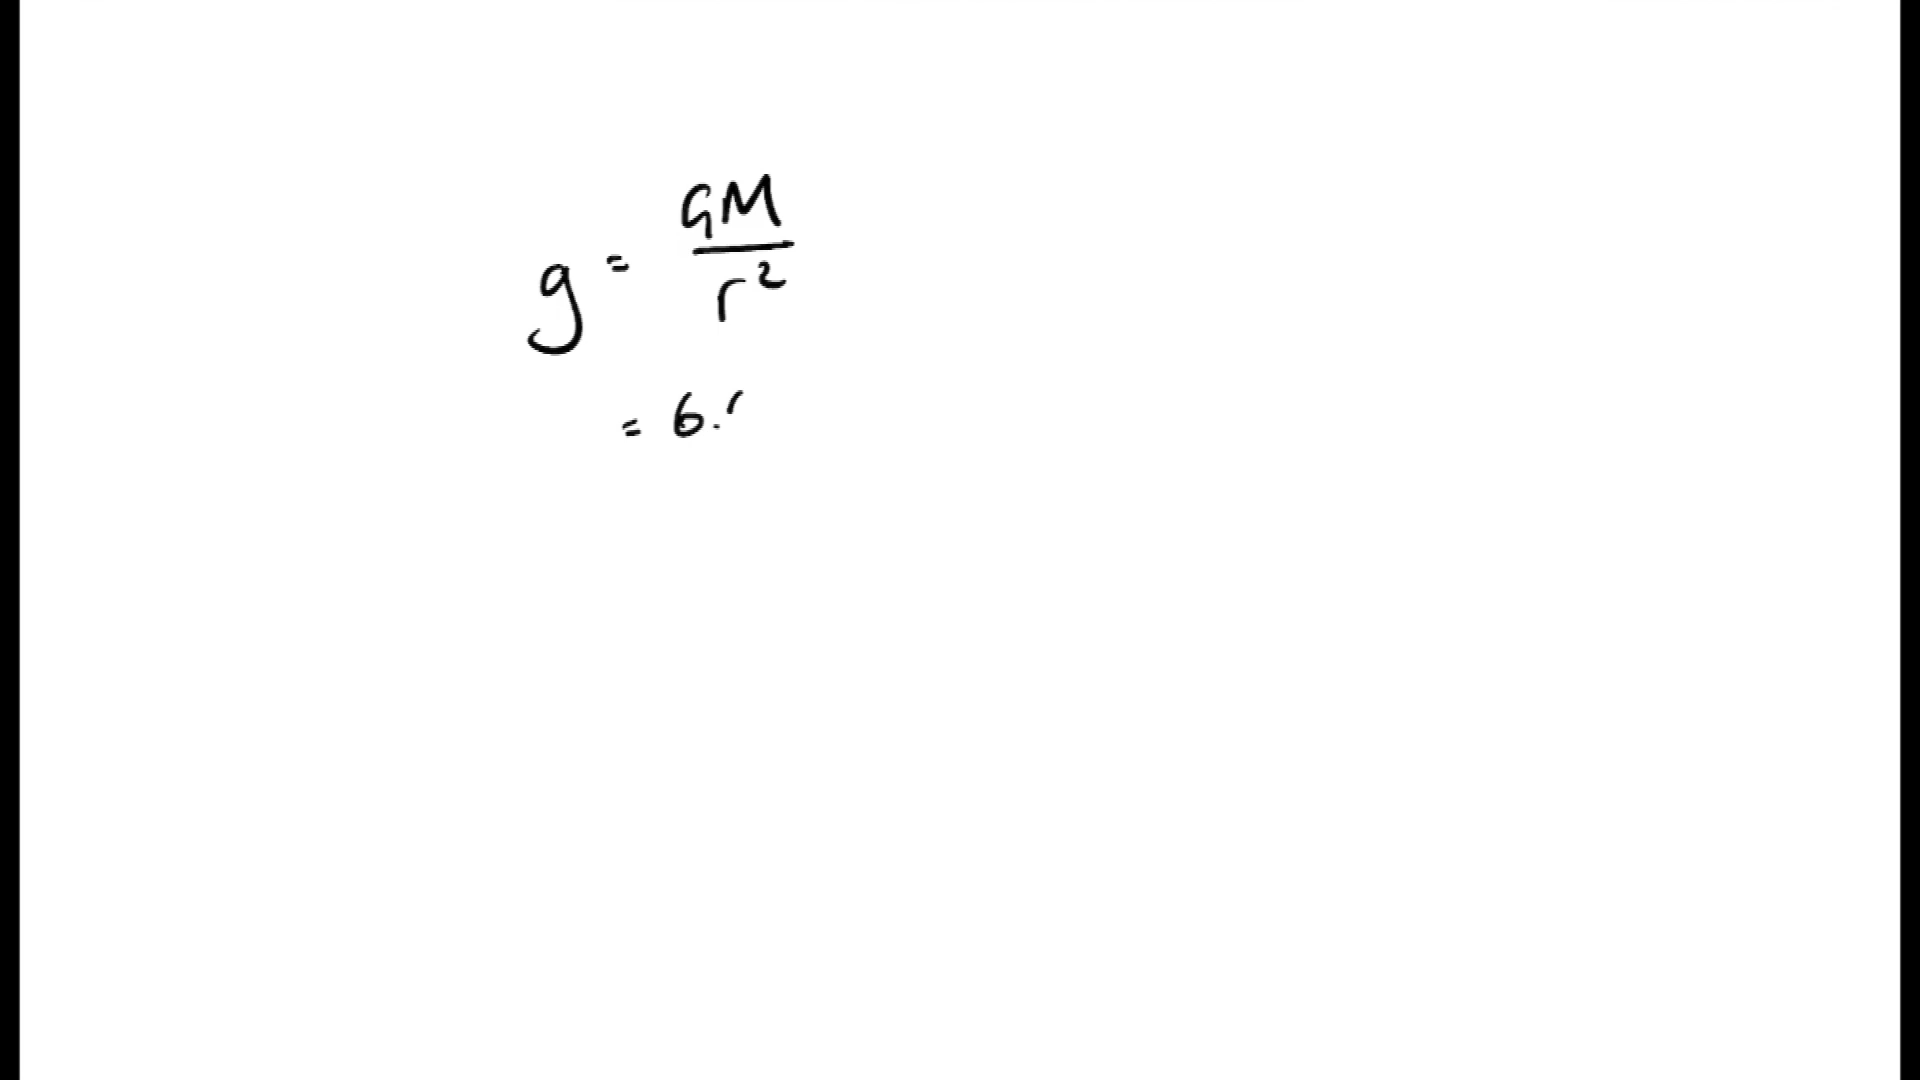 g = GM/r²
= 6.